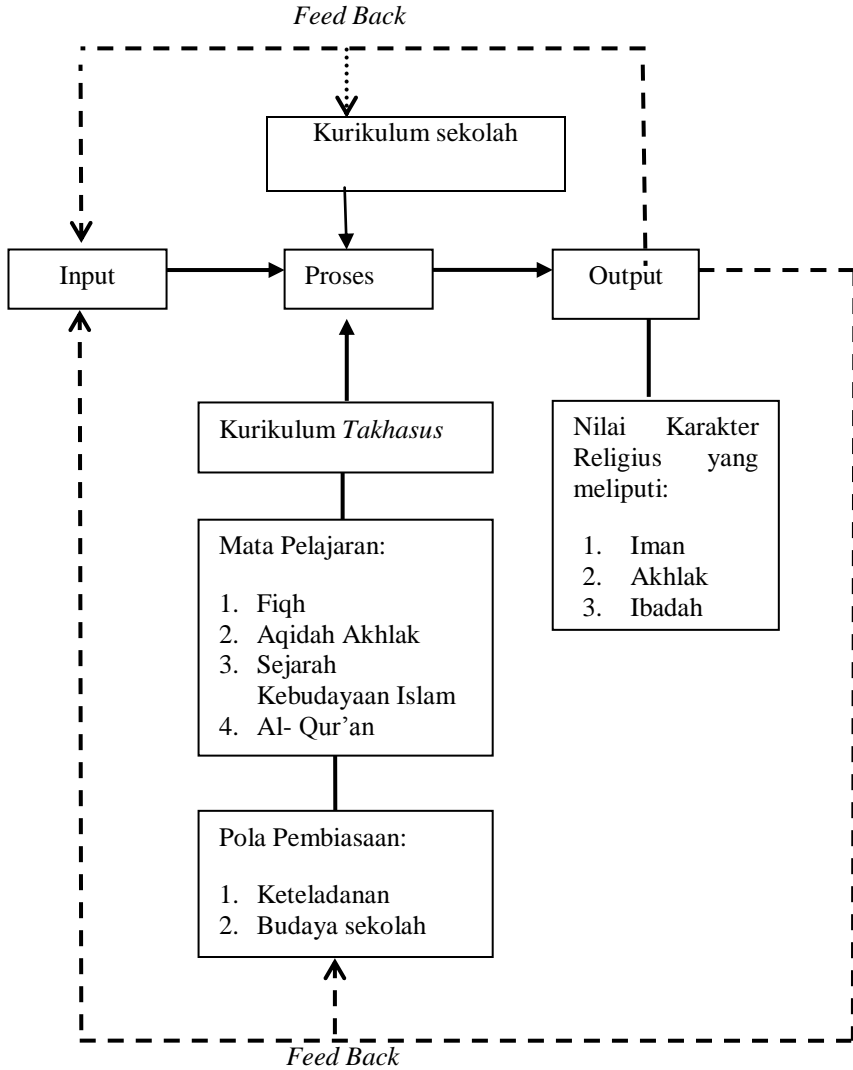 Feed Back
Kurikulum sekolah
Input
Proses
Output
Kurikulum Takhasus
Nilai Karakter
Religius yang
meliputi:
1. Iman
2. Akhlak
3. Ibadah
Mata Pelajaran:
1. Fiqh
2. Aqidah Akhlak
3. Sejarah
Kebudayaan Islam
4. Al- Qur’an
Pola Pembiasaan:
1. Keteladanan
2. Budaya sekolah
Feed Back